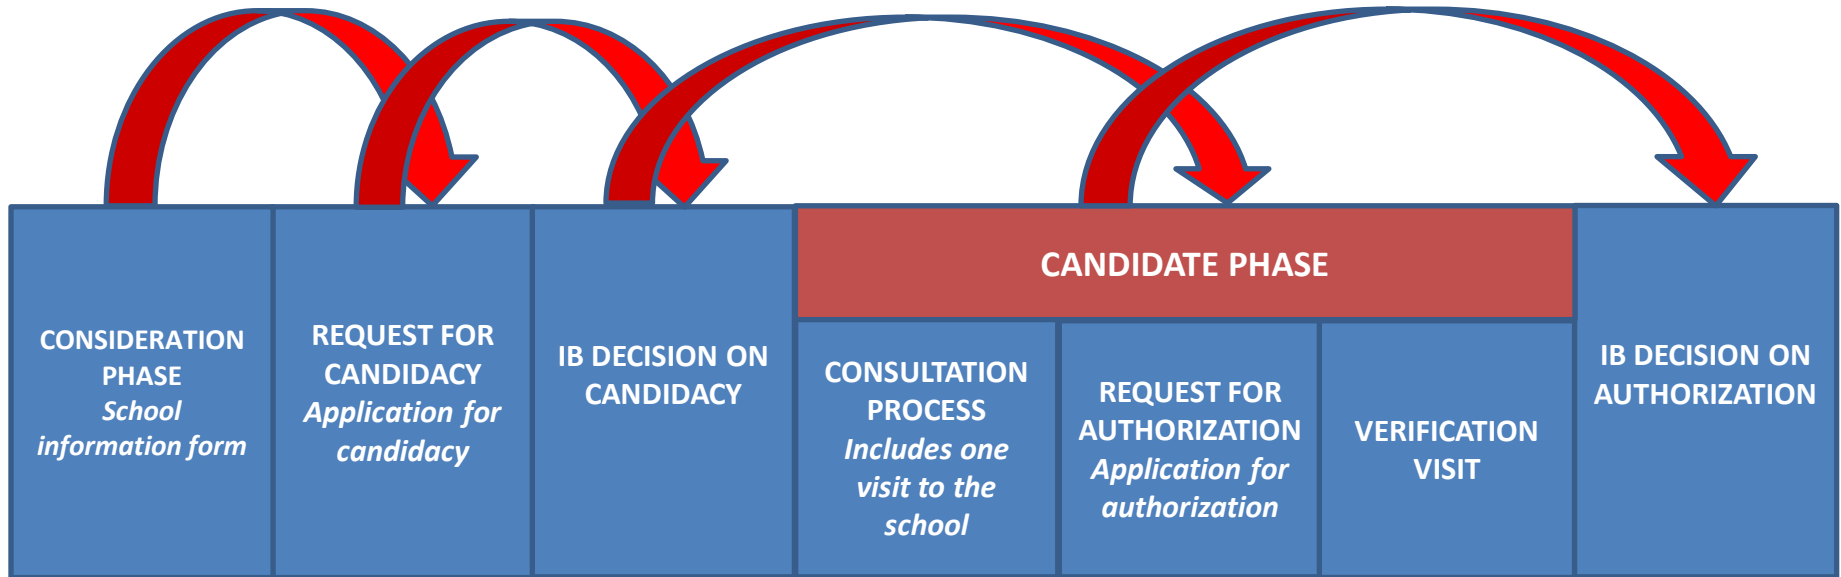 CONSIDERATION
PHASE
School
information form
REQUEST FOR
CANDIDACY
Application for
candidacy
IB DECISION ON
CANDIDACY
CANDIDATE PHASE
CONSULTATION
PROCESS
Includes one
visit to the
school
REQUEST FOR
AUTHORIZATION
Application for
authorization
VERIFICATION
VISIT
IB DECISION ON
AUTHORIZATION